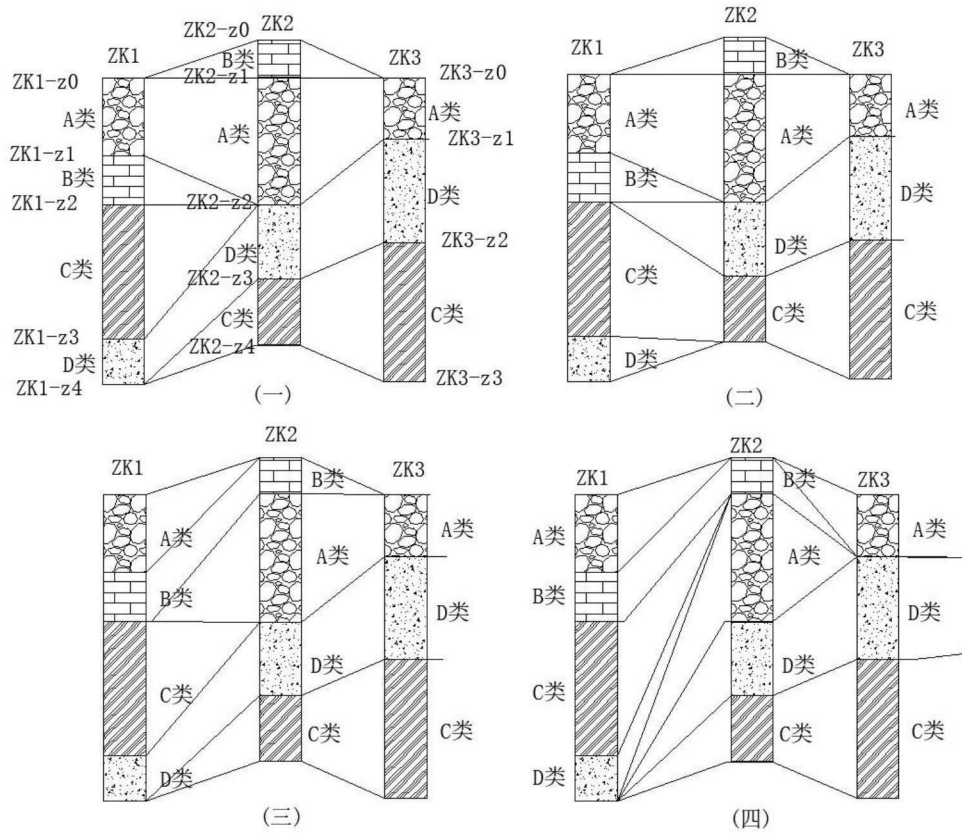 ZK1
ZK2-z0
ZK2
ZK3
ZK1-z0
B类
ZK2-z1
ZK3-z0
A类
A类
A类
ZK1-z1
ZK3-z1
B类
ZK1-z2
ZK2-z2
D类
C类
D类
ZK3-z2
ZK2-z3
C类
C类
ZK1-z3
D类
ZK2-z4
ZK1-z4
ZK3-z3
(一)
ZK1
ZK2
ZK3
B类
A类
A类
A类
B类
D类
D类
C类
C类
C类
D类
(二)
ZK1
ZK2
ZK3
B类
A类
A类
A类
B类
D类
D类
C类
C类
C类
D类
(三)
ZK1
ZK2
ZK3
B类
A类
A类
A类
B类
D类
D类
C类
C类
C类
D类
(四)